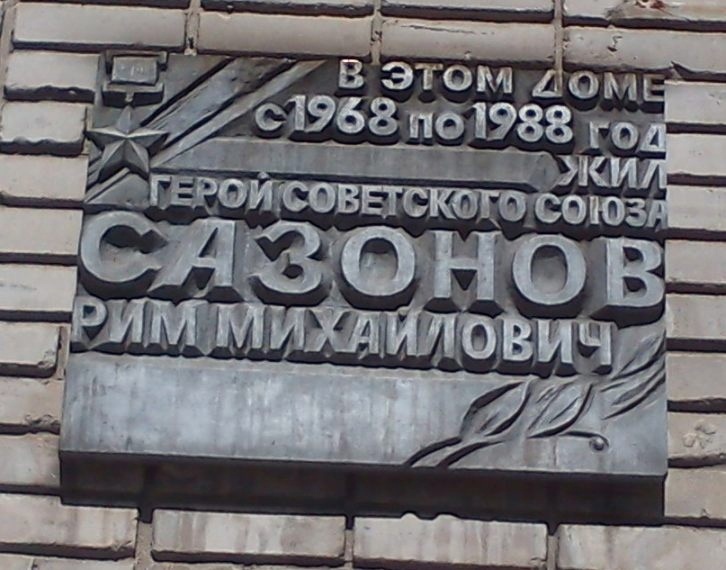 В ЭТОМ ДОМЕ
С 1968 ПО 1988 ГОД
ЖИЛ
ГЕРОЙ СОВЕТСКОГО СОЮЗА
САЗОНОВ
РИМ МИХАЙЛОВИЧ